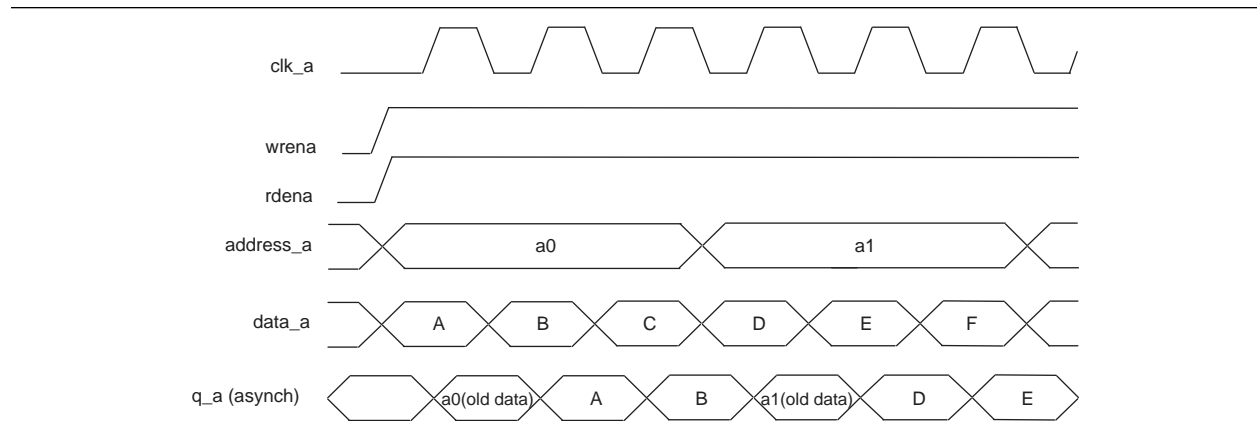 clk_a
wrena
rdena
address_a a0 a1
data_a A B C D E F
q_a (asynch) a0(old data) A B a1(old data) D E